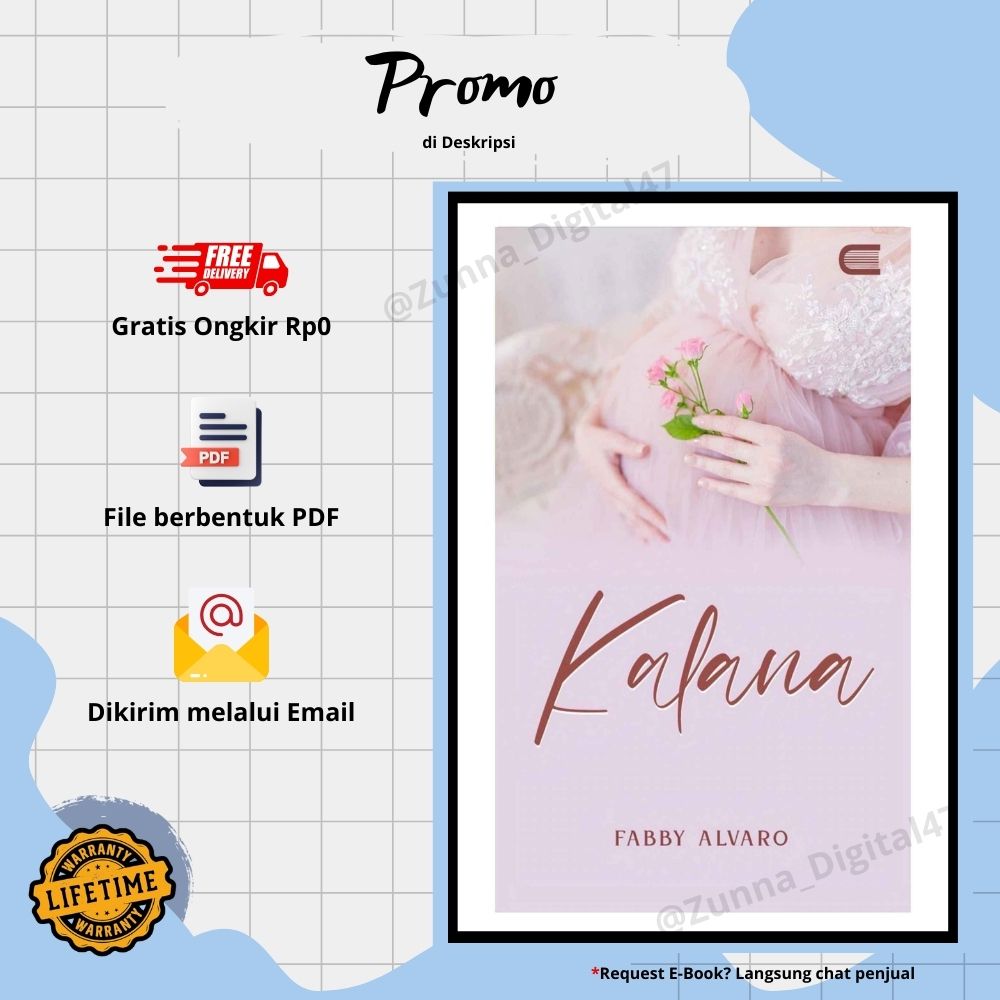 Promo
di Deskripsi
FREE
DELIVERY
Gratis Ongkir Rp0
PDF
File berbentuk PDF
@
Dikirim melalui Email
WARRANTY
LIFETIME
WARRANTY
@Zunna_Digital47
Kalana
FABBY ALVARO
@Zunna_Digital47
*Request E-Book? Langsung chat penjual